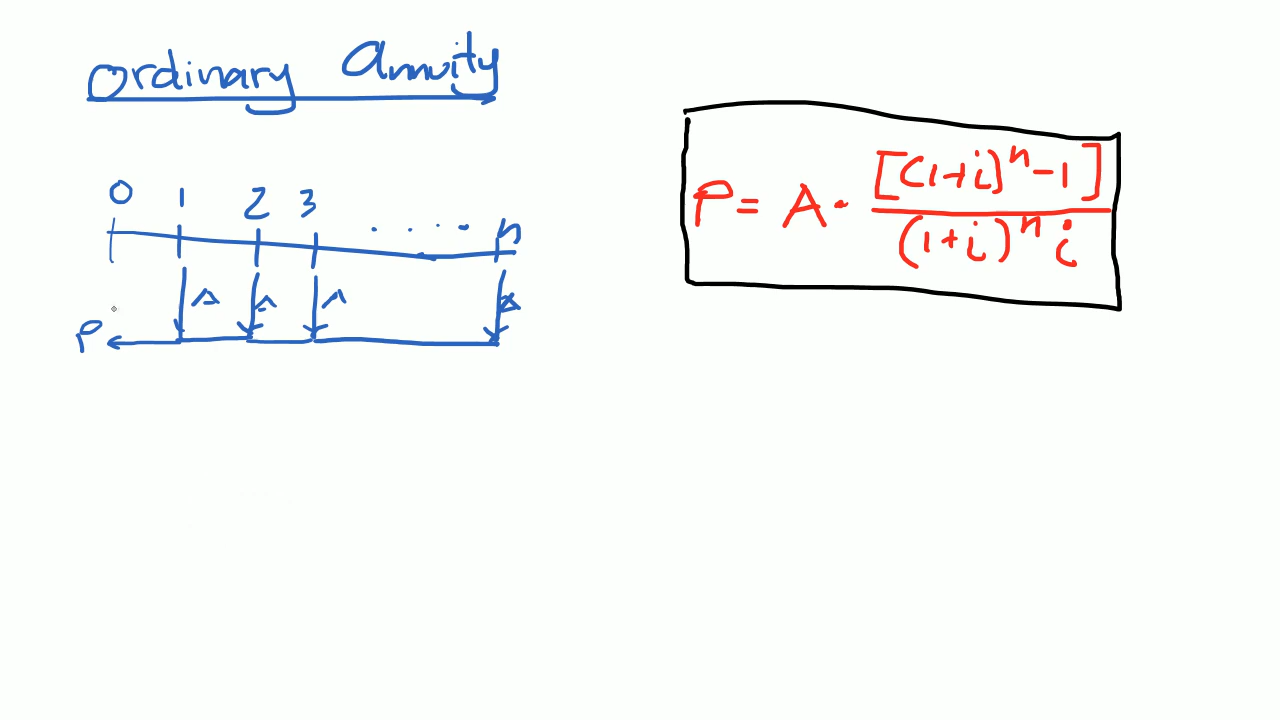 Ordinary Annuity
0 1 2 3 . . . . . n
A A A A
P
P = A · [(1+i)^n - 1] / (1+i)^n i